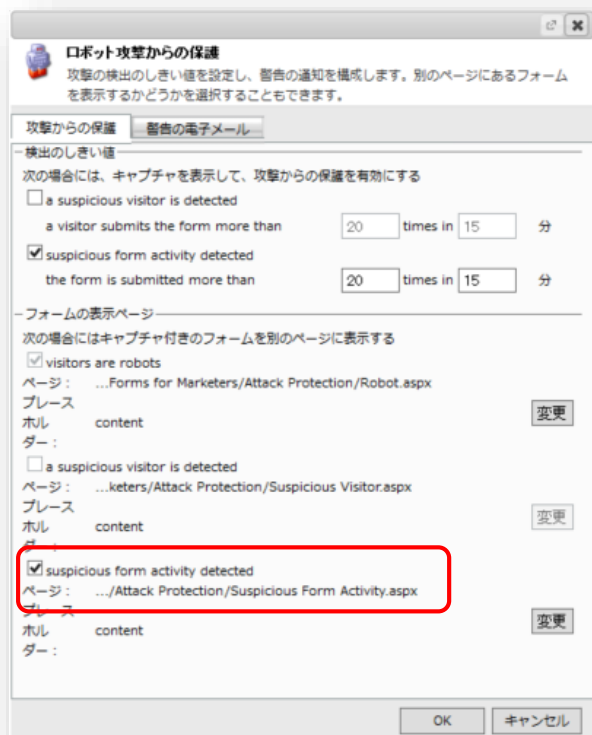 ロボット攻撃からの保護
攻撃の検出のしきい値を設定し、警告の通知を構成します。別のページにあるフォーム
を表示するかどうかを選択することもできます。
攻撃からの保護 警告の電子メール
検出のしきい値
次の場合には、キャプチャを表示して、攻撃からの保護を有効にする
a suspicious visitor is detected
a visitor submits the form more than 20 times in 15 分
suspicious form activity detected
the form is submitted more than 20 times in 15 分
フォームの表示ページ
次の場合にはキャプチャ付きのフォームを別のページに表示する
visitors are robots
ページ： ...Forms for Marketers/Attack Protection/Robot.aspx
プレース
ホル content 変更
ダー：
a suspicious visitor is detected
ページ： ...keters/Attack Protection/Suspicious Visitor.aspx
プレース
ホル content 変更
ダー：
suspicious form activity detected
ページ： .../Attack Protection/Suspicious Form Activity.aspx
プレース
ホル content 変更
ダー：
OK キャンセル